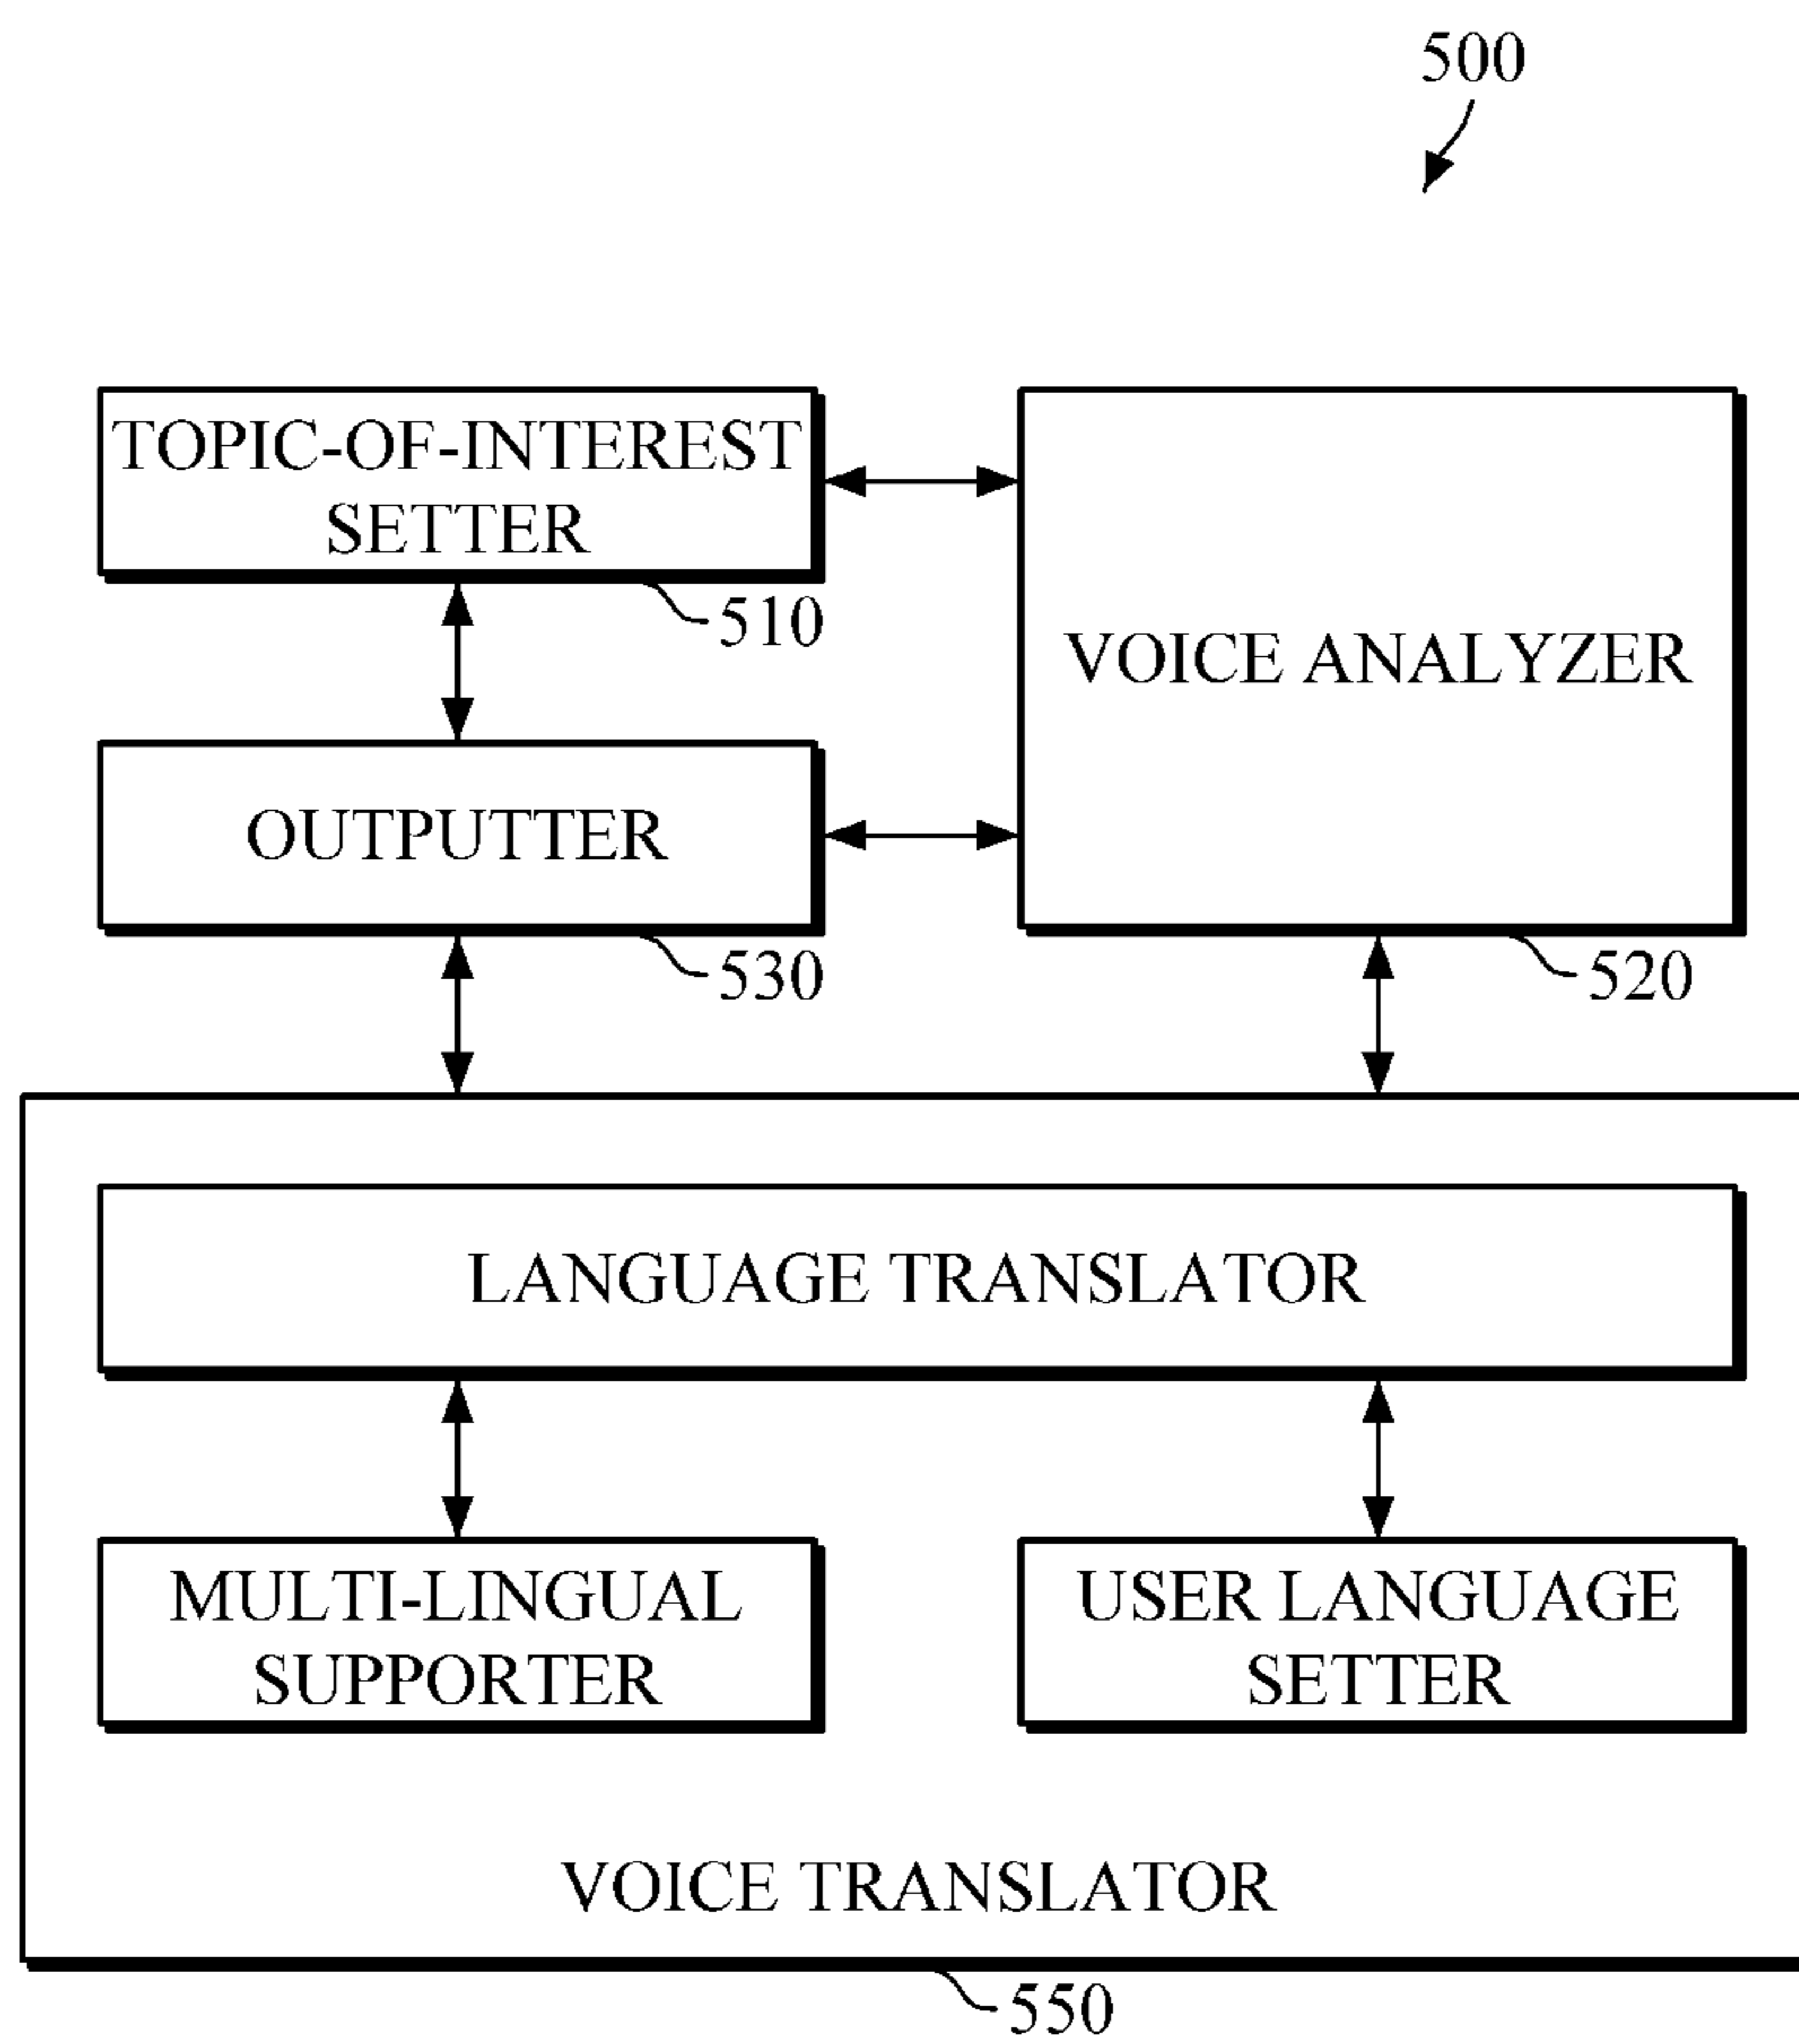 500
TOPIC-OF-INTEREST
SETTER
510
VOICE ANALYZER
OUTPUTTER
530
520
LANGUAGE TRANSLATOR
MULTI-LINGUAL
SUPPORTER
USER LANGUAGE
SETTER
VOICE TRANSLATOR
550